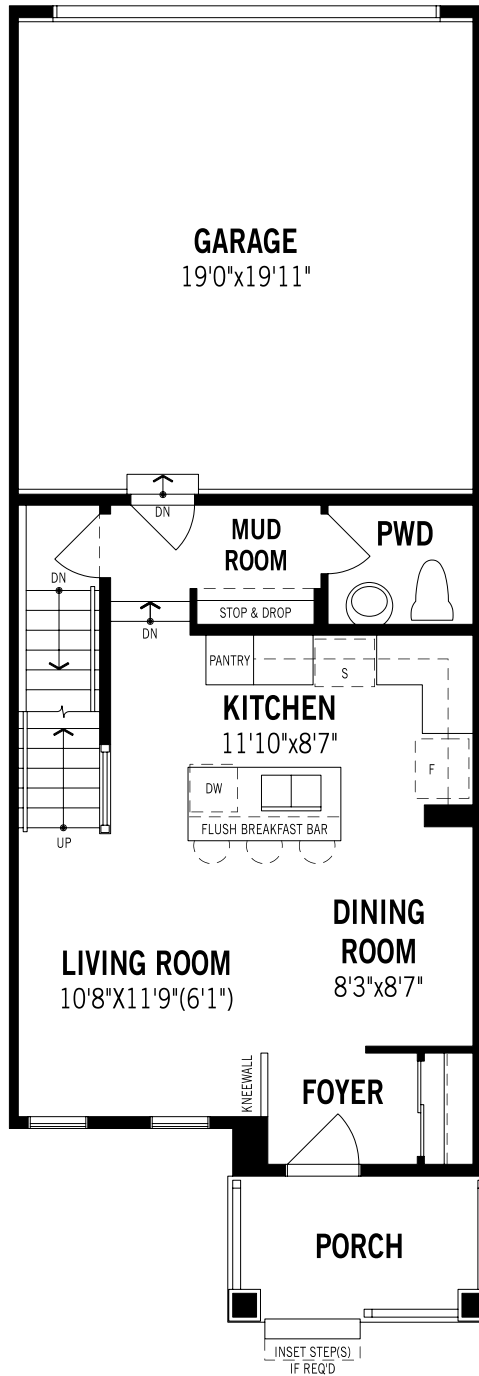 GARAGE
19'0"x19'11"
DN
MUD
ROOM
PWD
DN
STOP & DROP
DN
PANTRY
S
KITCHEN
11'10"x8'7"
F
DW
FLUSH BREAKFAST BAR
UP
DINING
ROOM
8'3"x8'7"
LIVING ROOM
10'8"X11'9"(6'1")
KNEEWALL
FOYER
PORCH
INSET STEP(S)
IF REQ'D